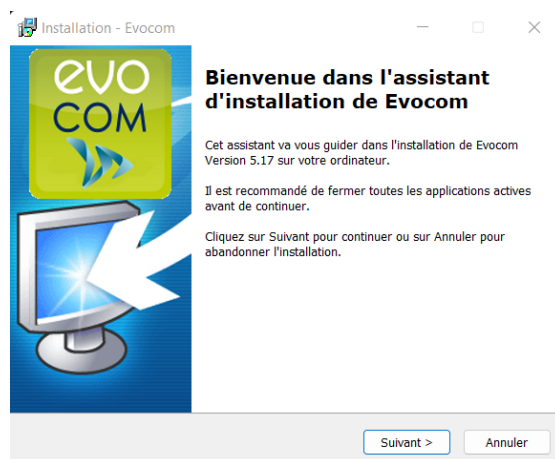 Installation - Evocom
evo
COM
Bienvenue dans l'assistant
d'installation de Evocom
Cet assistant va vous guider dans l'installation de Evocom
Version 5.17 sur votre ordinateur.
Il est recommandé de fermer toutes les applications actives
avant de continuer.
Cliquez sur Suivant pour continuer ou sur Annuler pour
abandonner l'installation.
Suivant >
Annuler